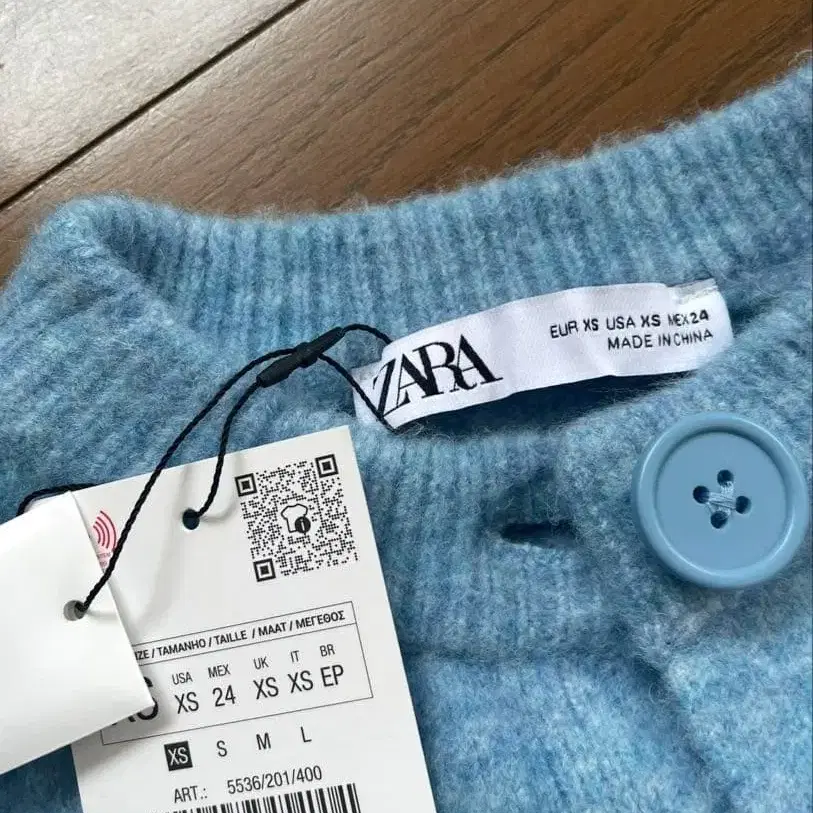 ZARA
EUR XS USA XS MEX 24
MADE IN CHINA
ZE / TAMANHO / TAILLE / MAAT / ΜΕΓΕΘΟΣ
USA MEX UK IT BR
XS 24 XS XS EP
XS S M L
ART.: 5536/201/400